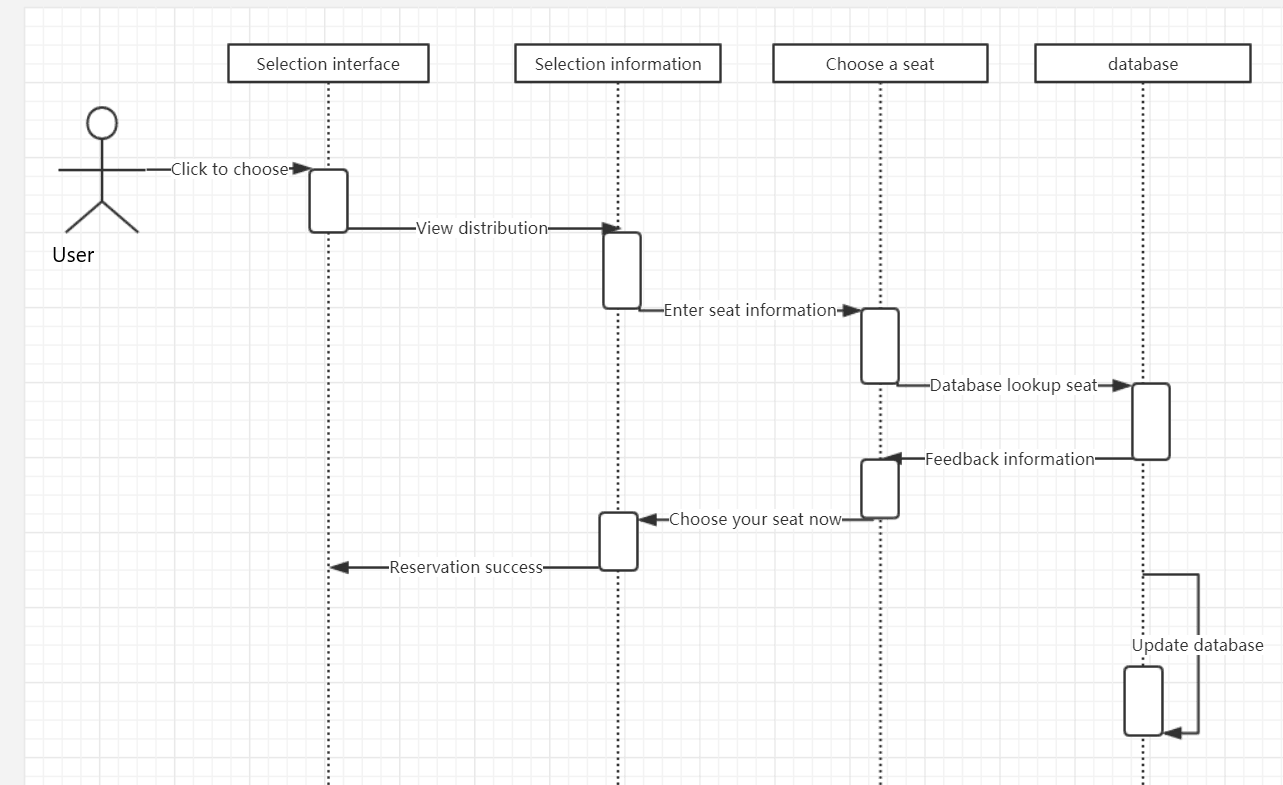 Selection interface
Selection information
Choose a seat
database
Click to choose
User
View distribution
Enter seat information
Database lookup seat
Feedback information
Choose your seat now
Reservation success
Update database